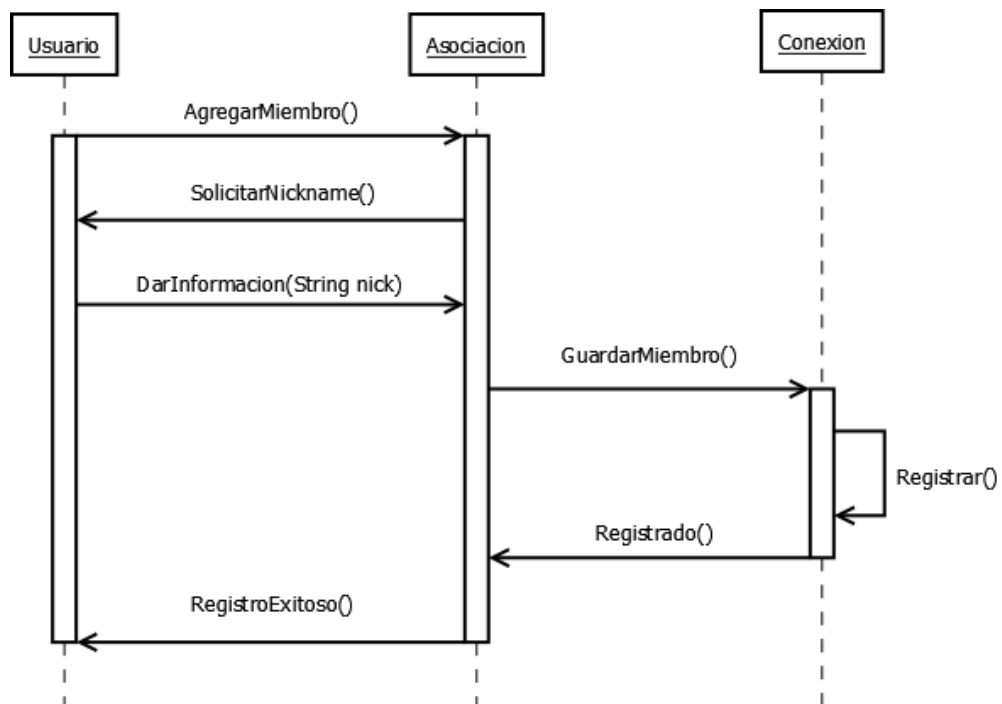 Usuario
Asociacion
Conexion
AgregarMiembro()
SolicitarNickname()
DarInformacion(String nick)
GuardarMiembro()
Registrar()
Registrado()
RegistroExitoso()